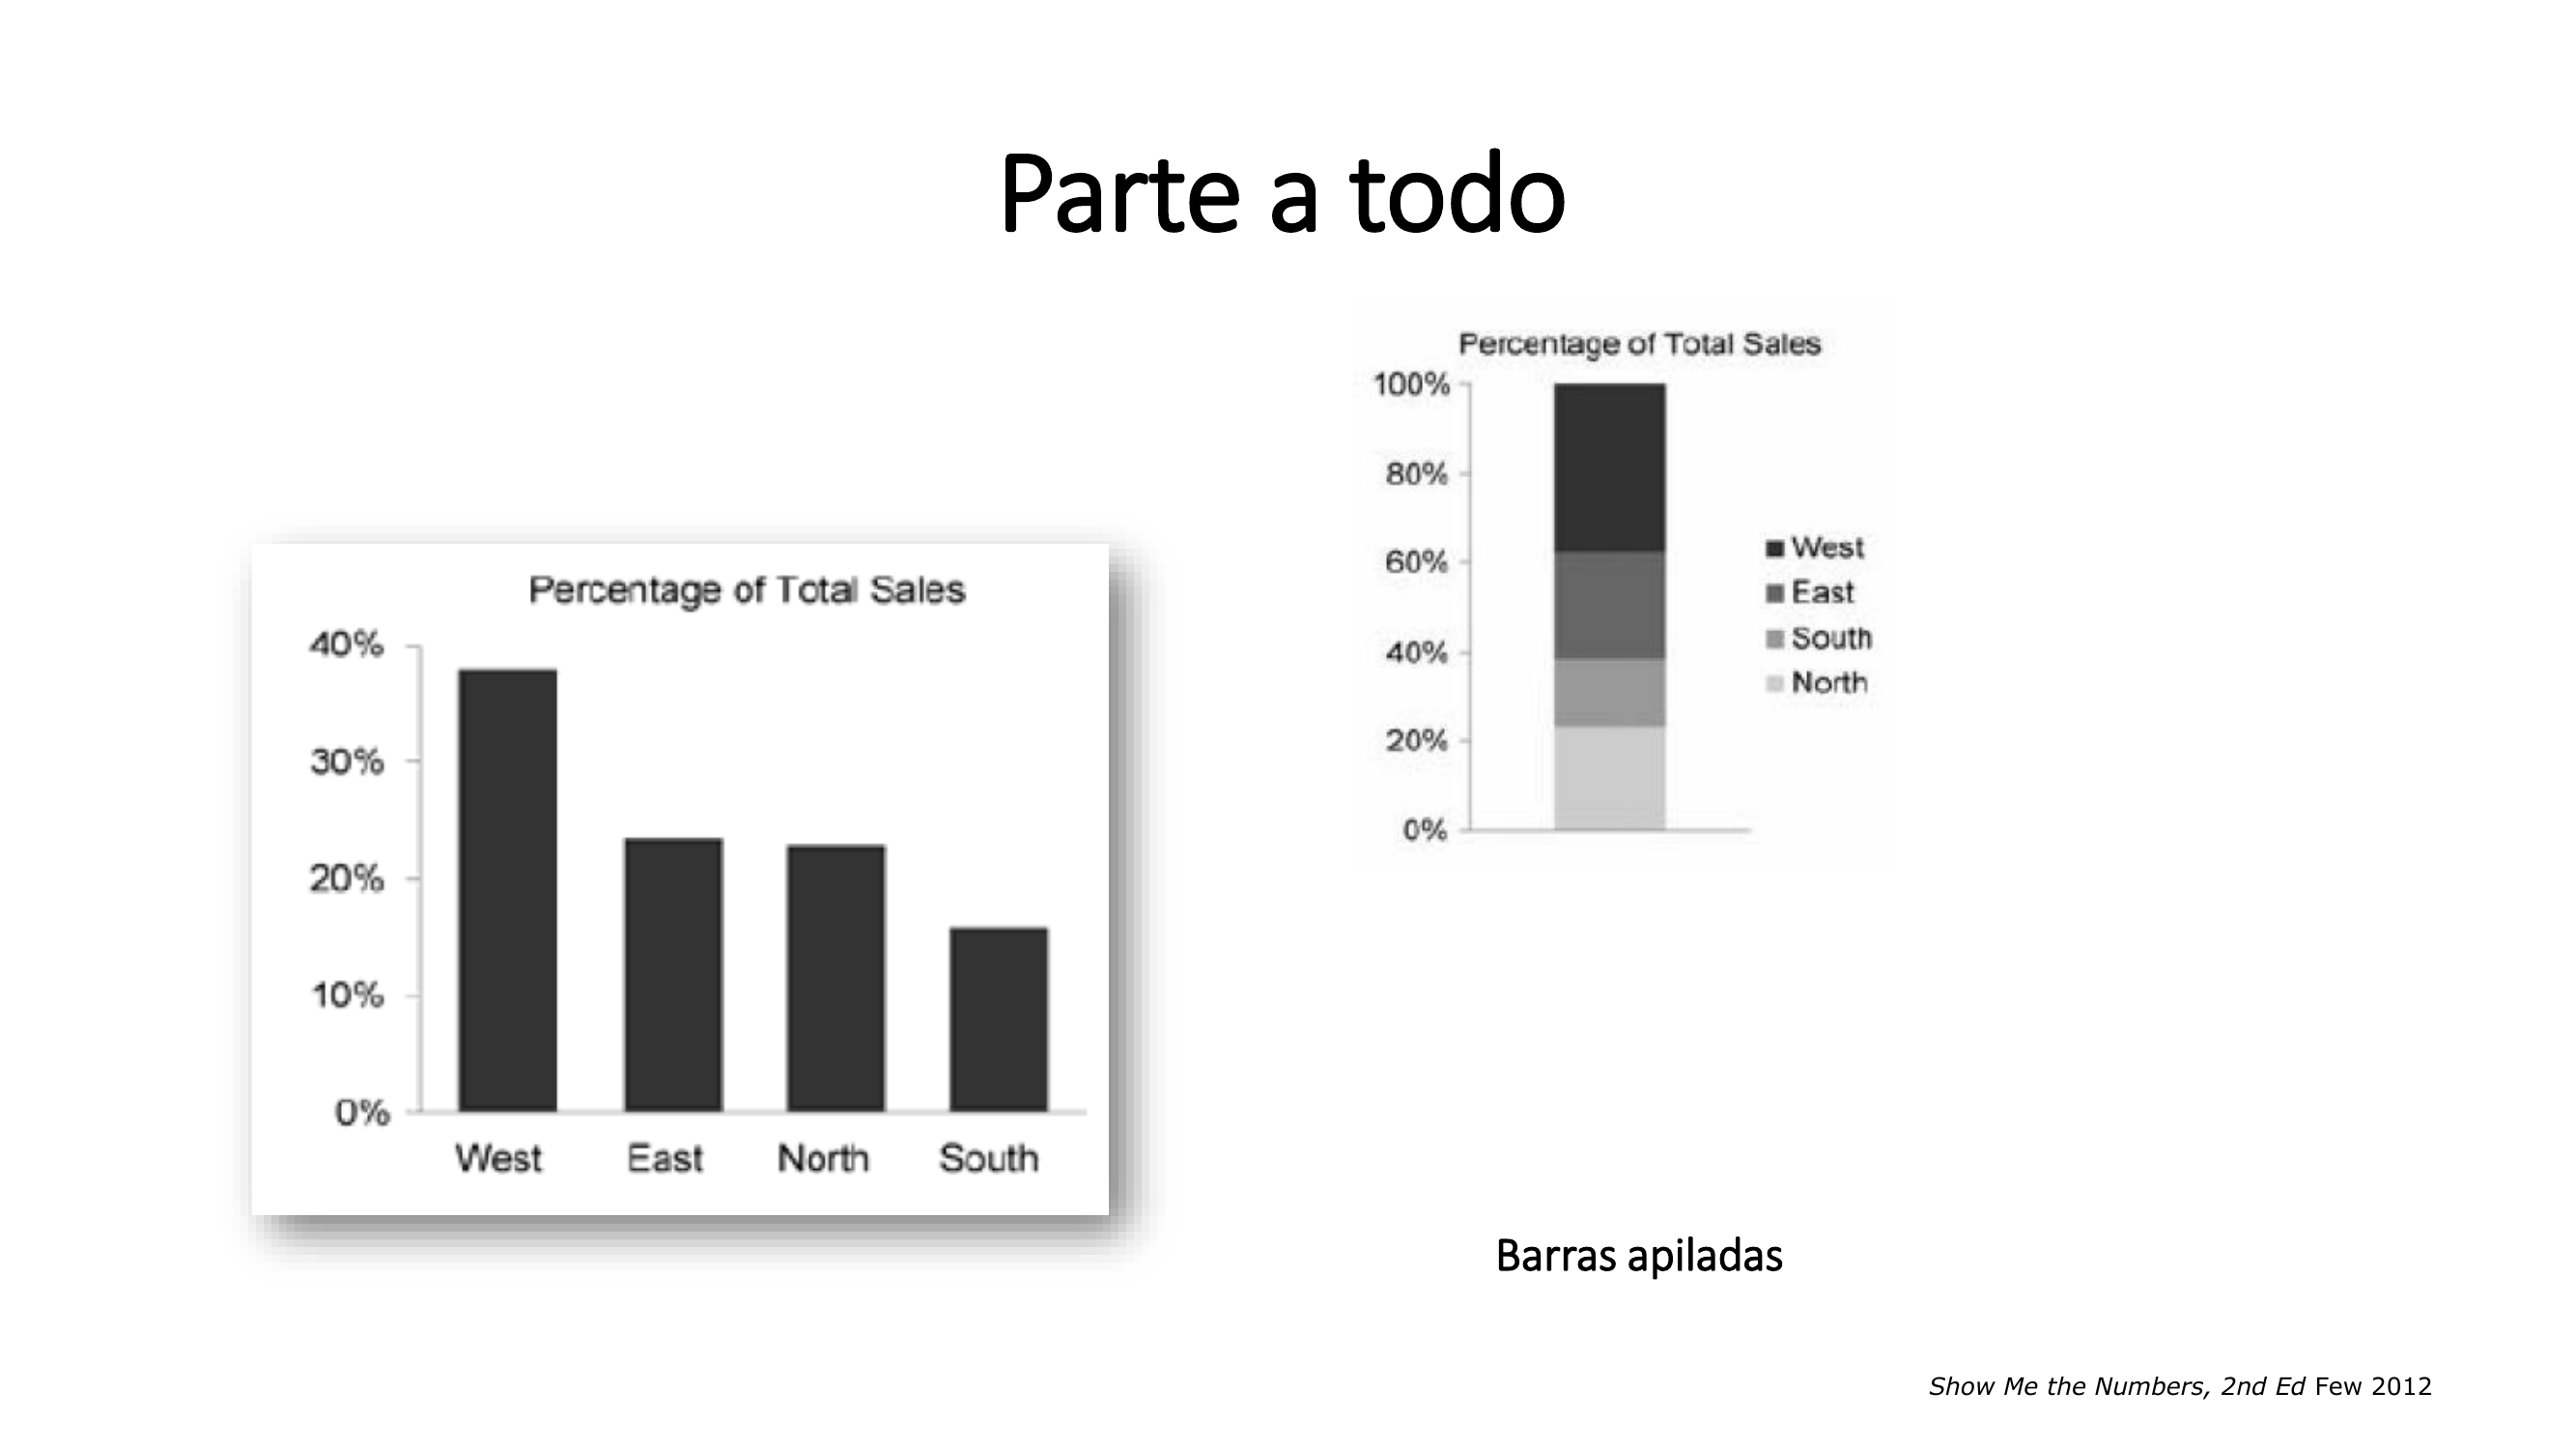 Parte a todo
Percentage of Total Sales
40%
30%
20%
10%
0%
West East North South
Percentage of Total Sales
100%
80%
60%
40%
20%
0%
West
East
South
North
Barras apiladas
Show Me the Numbers, 2nd Ed Few 2012